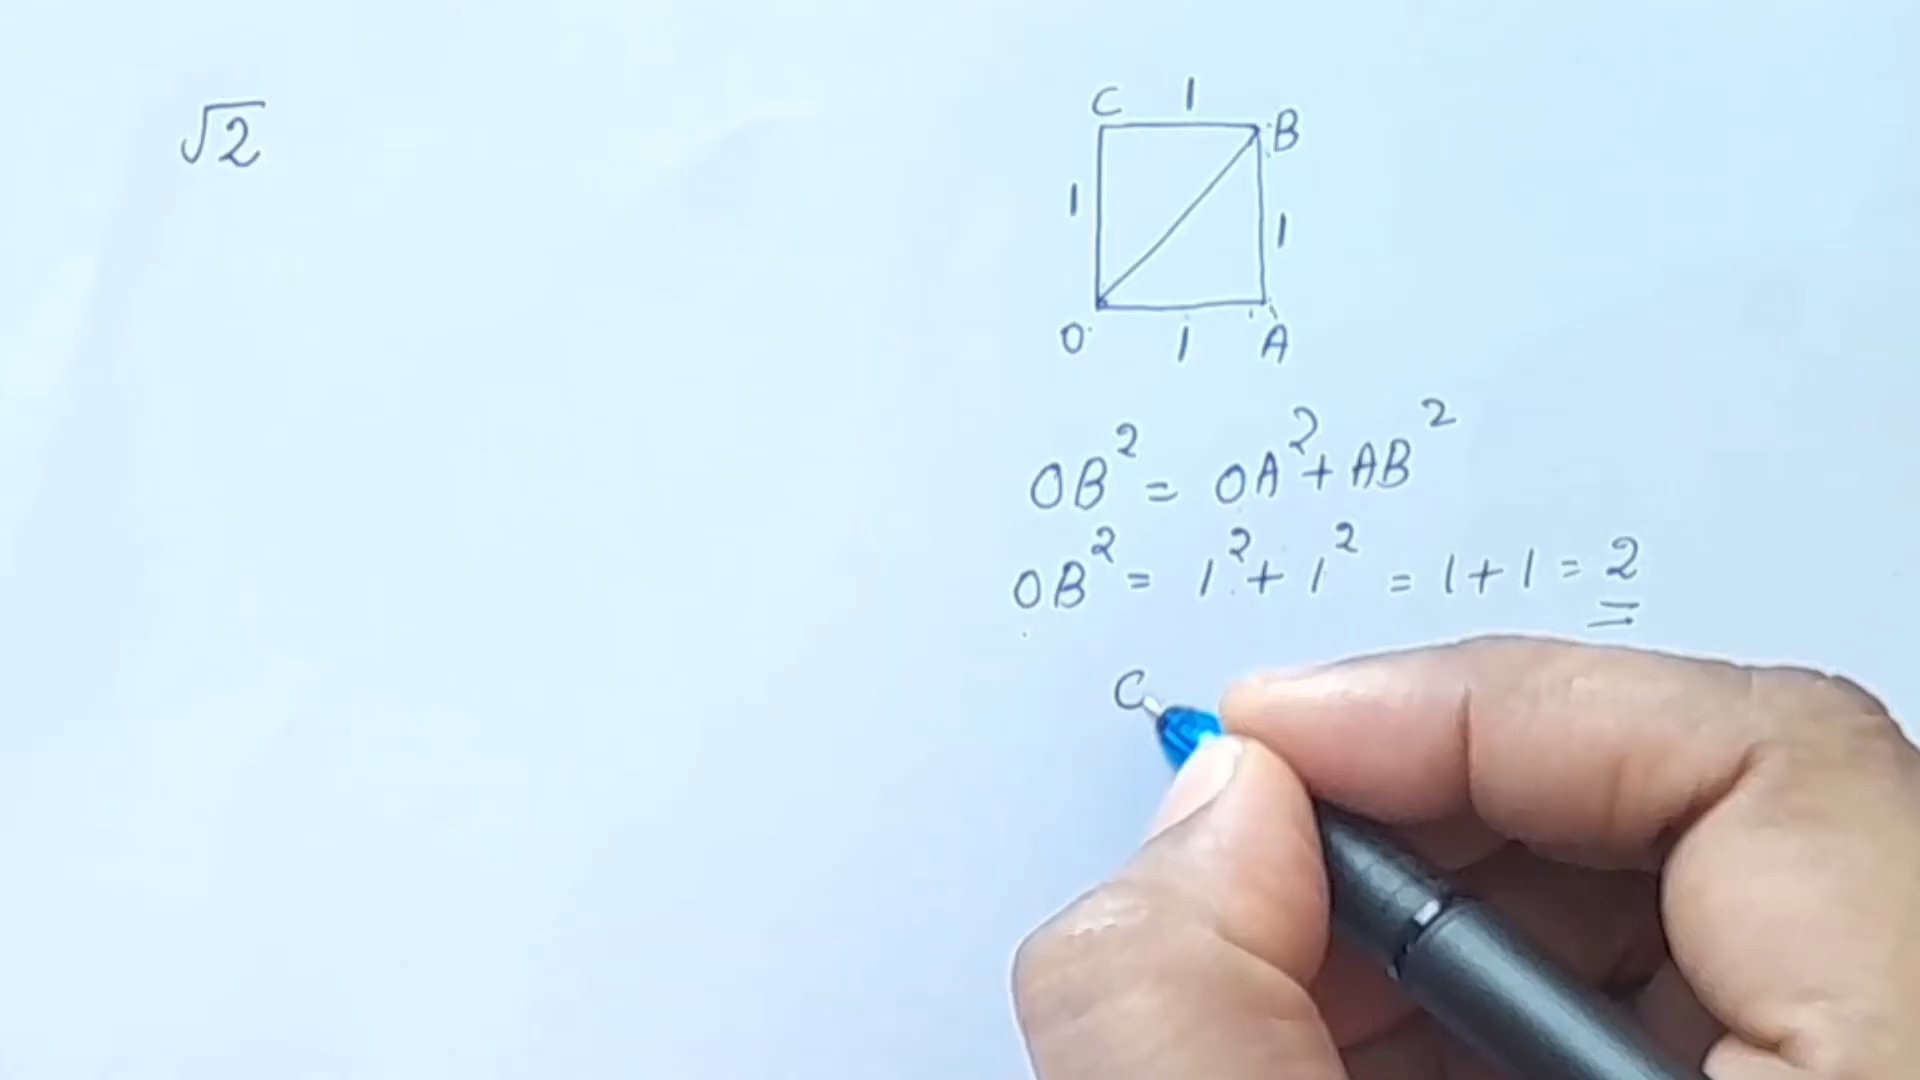 √2
C 1 B
1 1
O 1 A
OB² = OA² + AB²
OB² = 1² + 1² = 1 + 1 = 2